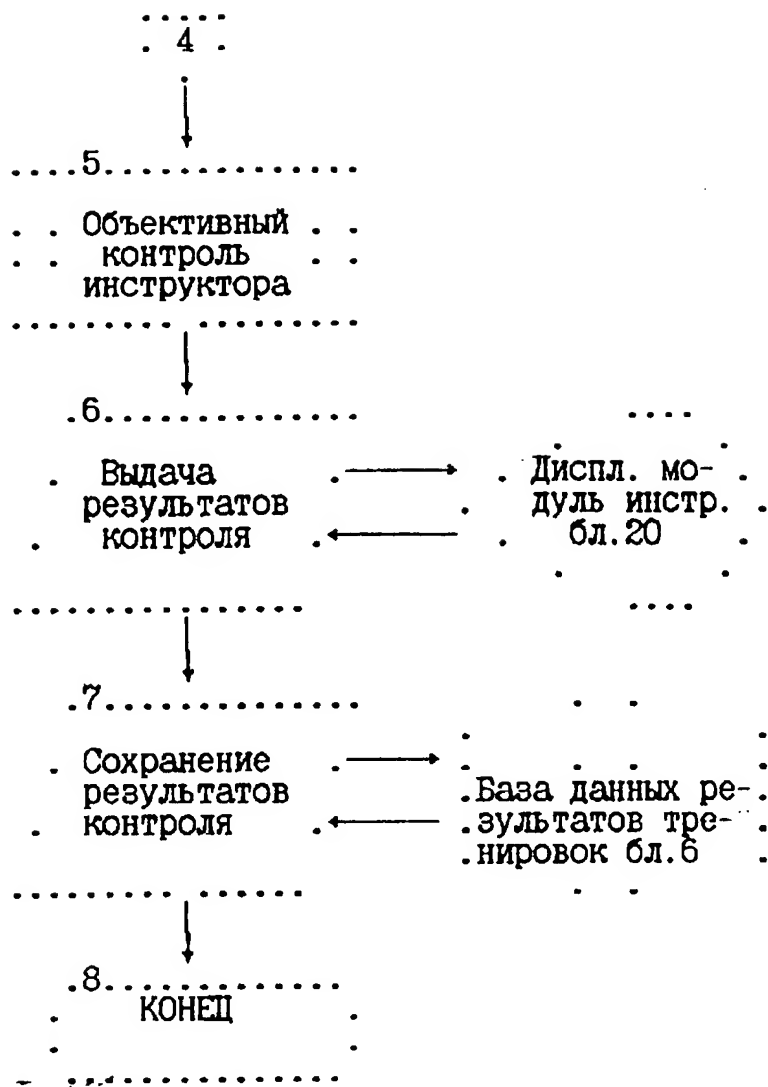 4
5
Объективный
контроль
инструктора
6
Выдача
результатов
контроля
Диспл. мо-
дуль инстр.
бл.20
7
Сохранение
результатов
контроля
База данных ре-
зультатов тре-
нировок бл.6
8
КОНЕЦ